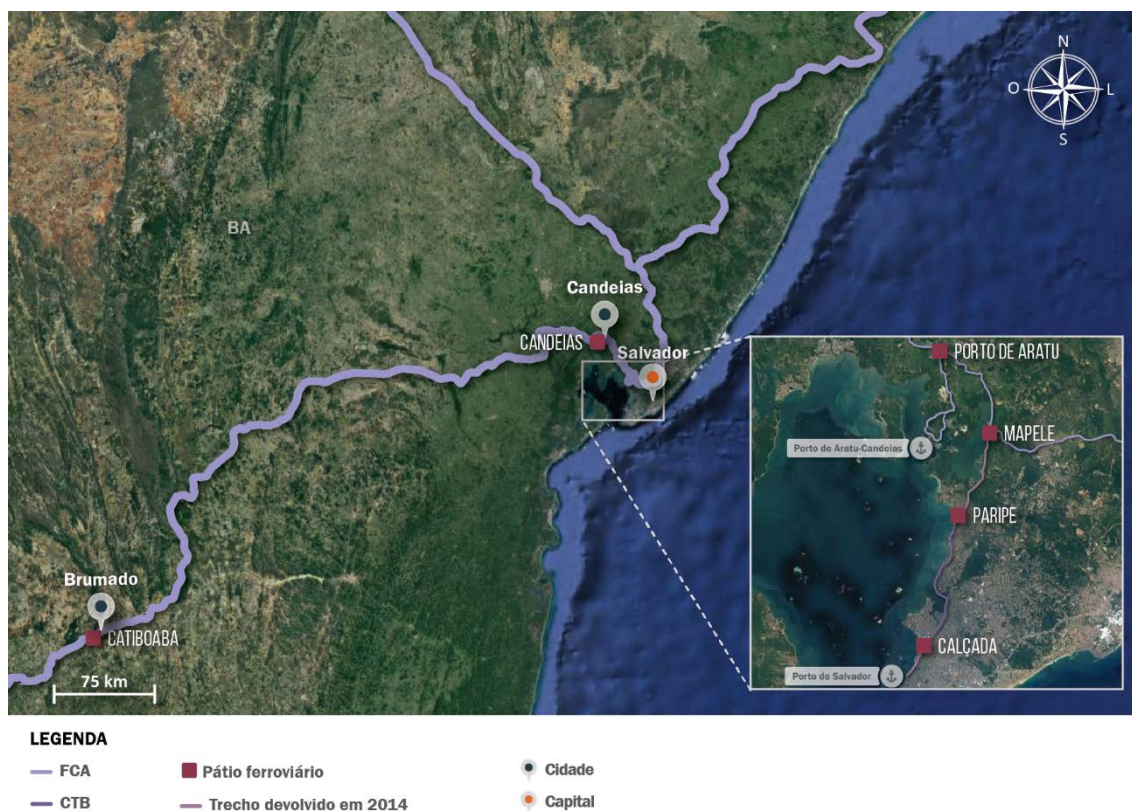 N
O
L
S
BA
Candeias
CANDEIAS
Salvador
PORTO DE ARATU
MAPELE
Porto de Aratu-Candeias
PARIPE
Brumado
CATIBOABA
CALÇADA
Porto de Salvador
75 km
LEGENDA
FCA
Pátio ferroviário
Cidade
CTB
Trecho devolvido em 2014
Capital